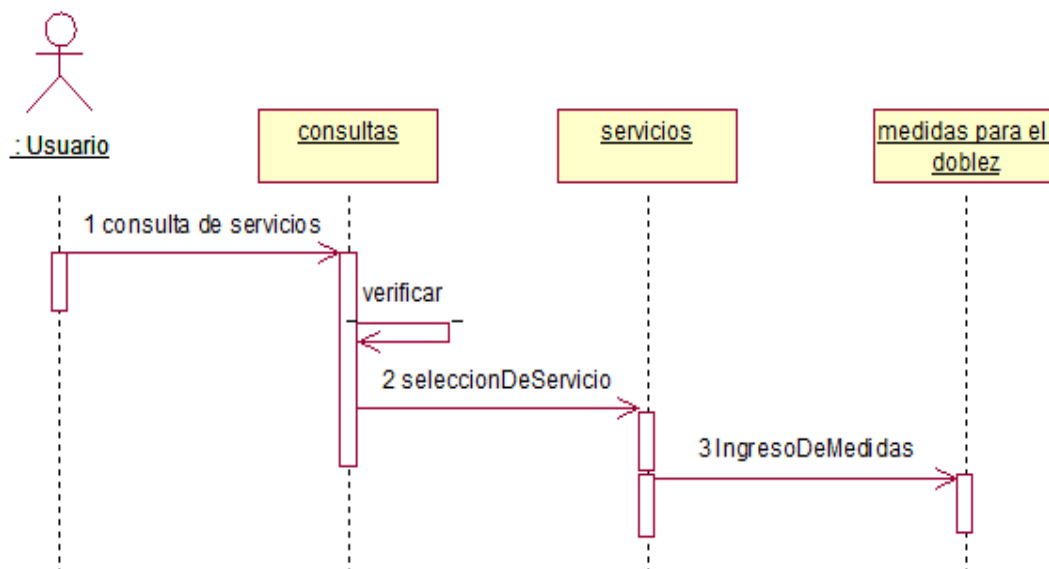 : Usuario
consultas
servicios
medidas para el
doblez
1 consulta de servicios
verificar
2 seleccionDeServicio
3 IngresoDeMedidas